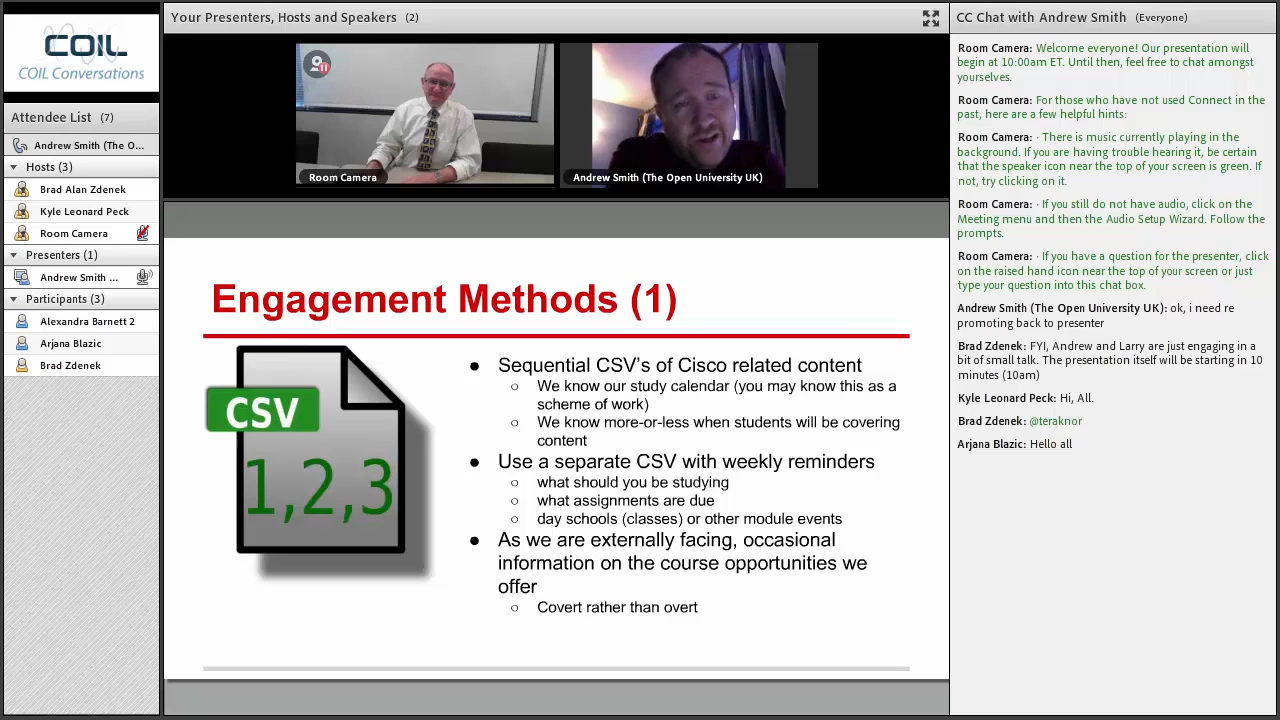 COIL
COIL Conversations
Attendee List (7)
Andrew Smith (The O...
Hosts (3)
Brad Alan Zdenek
Kyle Leonard Peck
Room Camera
Presenters (1)
Andrew Smith ...
Participants (3)
Alexandra Barnett 2
Arjana Blazic
Brad Zdenek
Your Presenters, Hosts and Speakers (2)
Room Camera
Andrew Smith (The Open University UK)
Engagement Methods (1)
CSV
1,2,3
● Sequential CSV's of Cisco related content
○ We know our study calendar (you may know this as a
scheme of work)
○ We know more-or-less when students will be covering
content
● Use a separate CSV with weekly reminders
○ what should you be studying
○ what assignments are due
○ day schools (classes) or other module events
● As we are externally facing, occasional
information on the course opportunities we
offer
○ Covert rather than overt
CC Chat with Andrew Smith (Everyone)
Room Camera: Welcome everyone! Our presentation will
begin at 10:00am ET. Until then, feel free to chat amongst
yourselves.
Room Camera: For those who have not used Connect in the
past, here are a few helpful hints:
Room Camera: · There is music currently playing in the
background. If you are having trouble hearing it, be certain
that the speaker icon near the top of your screen is green. If
not, try clicking on it.
Room Camera: · If you still do not have audio, click on the
Meeting menu and then the Audio Setup Wizard. Follow the
prompts.
Room Camera: · If you have a question for the presenter, click
on the raised hand icon near the top of your screen or just
type your question into this chat box.
Andrew Smith (The Open University UK): ok, i need re
promoting back to presenter
Brad Zdenek: FYI, Andrew and Larry are just engaging in a
bit of small talk. The presentation itself will be starting in 10
minutes (10am)
Kyle Leonard Peck: Hi, All.
Brad Zdenek: @teraknor
Arjana Blazic: Hello all